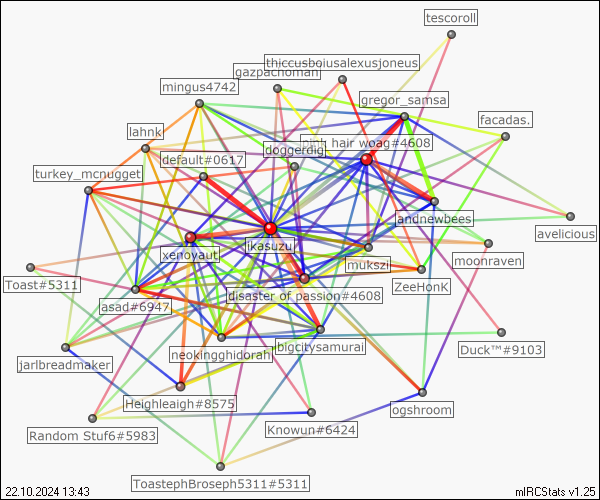 tescoroll
thiccusboiusalexusjoneus
gazpachoman
mingus4742
gregor_samsa
facadas.
lahnk
hair woag#4608
doggerdig
default#0617
turkey_mcnugget
andnewbees
avelicious
ikasuzu
xenoyaut
mukszi
moonraven
Toast#5311
ZeeHonK
disaster of passion#4608
asad#6947
bigcitysamurai
neokingghidorah
Duck™#9103
jarlbreadmaker
Heighleaigh#8575
ogshroom
Knowun#6424
Random Stuf6#5983
ToastephBroseph5311#5311
22.10.2024 13:43
mIRCStats v1.25